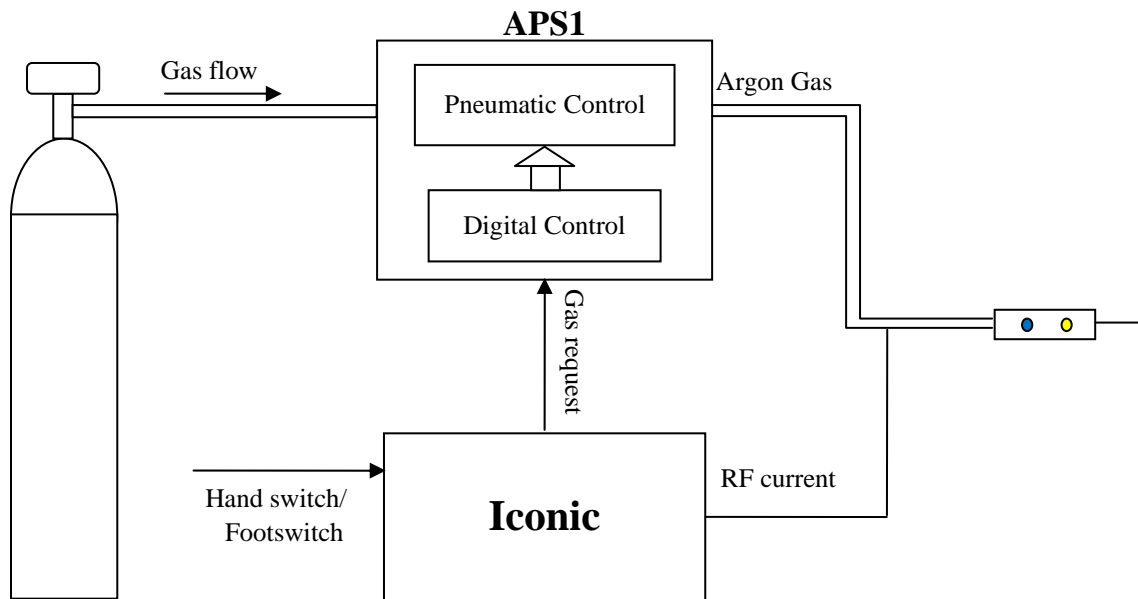 APS1
Gas flow
Pneumatic Control
Argon Gas
Digital Control
Gas request
Hand switch/
Footswitch
Iconic
RF current